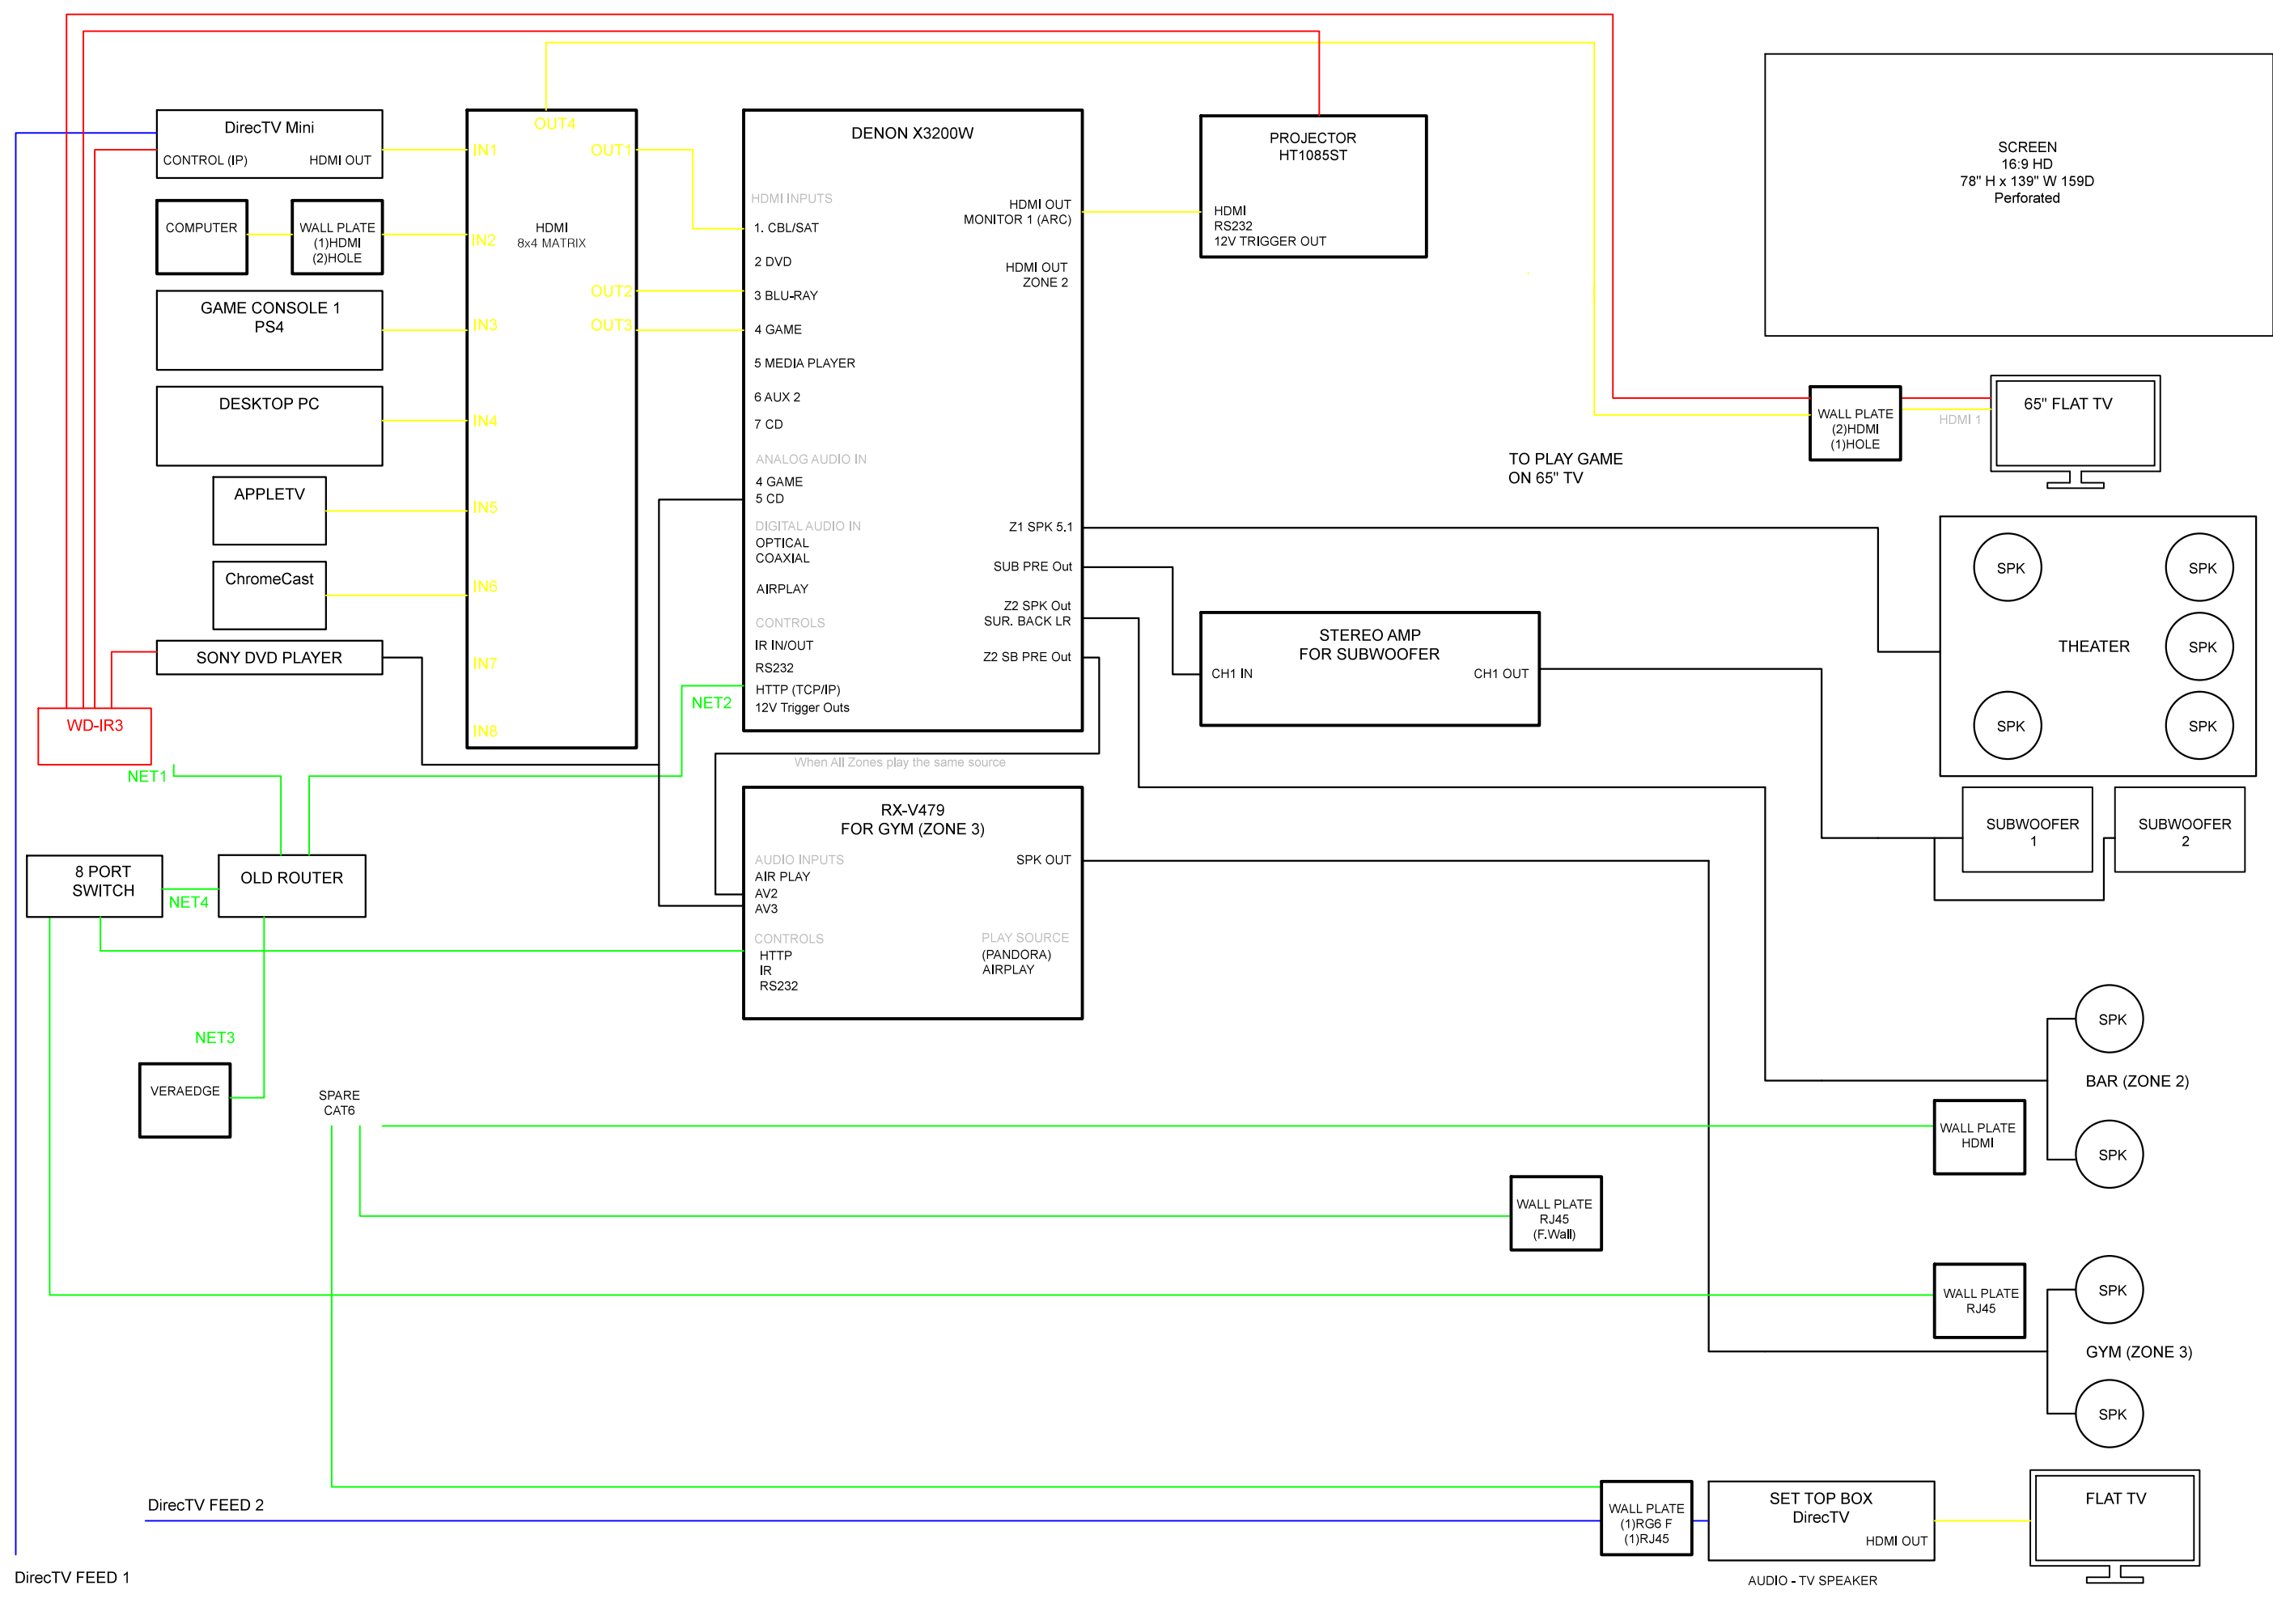 OUT4
DirecTV Mini
CONTROL (IP)
HDMI OUT
COMPUTER
WALL PLATE
(1)HDMI
(2)HOLE
GAME CONSOLE 1
PS4
DESKTOP PC
APPLETV
ChromeCast
SONY DVD PLAYER
WD-IR3
NET1
8 PORT
SWITCH
NET4
OLD ROUTER
NET3
VERAEDGE
SPARE
CAT6
IN1
IN2
IN3
IN4
IN5
IN6
IN7
IN8
HDMI
8x4 MATRIX
OUT1
OUT2
OUT3
NET2
DENON X3200W
HDMI INPUTS
1. CBL/SAT
2 DVD
3 BLU-RAY
4 GAME
5 MEDIA PLAYER
6 AUX 2
7 CD
ANALOG AUDIO IN
4 GAME
5 CD
DIGITAL AUDIO IN
OPTICAL
COAXIAL
AIRPLAY
CONTROLS
IR IN/OUT
RS232
HTTP (TCP/IP)
12V Trigger Outs
HDMI OUT
MONITOR 1 (ARC)
HDMI OUT
ZONE 2
Z1 SPK 5.1
SUB PRE Out
Z2 SPK Out
SUR. BACK LR
Z2 SB PRE Out
When All Zones play the same source
RX-V479
FOR GYM (ZONE 3)
AUDIO INPUTS
AIR PLAY
AV2
AV3
CONTROLS
HTTP
IR
RS232
SPK OUT
PLAY SOURCE
(PANDORA)
AIRPLAY
PROJECTOR
HT1085ST
HDMI
RS232
12V TRIGGER OUT
SCREEN
16:9 HD
78" H x 139" W 159D
Perforated
WALL PLATE
(2)HDMI
(1)HOLE
HDMI 1
65" FLAT TV
TO PLAY GAME
ON 65" TV
STEREO AMP
FOR SUBWOOFER
CH1 IN
CH1 OUT
SPK
SPK
THEATER
SPK
SPK
SPK
SUBWOOFER
1
SUBWOOFER
2
SPK
BAR (ZONE 2)
SPK
WALL PLATE
HDMI
WALL PLATE
RJ45
(F.Wall)
WALL PLATE
RJ45
SPK
GYM (ZONE 3)
SPK
DirecTV FEED 2
WALL PLATE
(1)RG6 F
(1)RJ45
SET TOP BOX
DirecTV
HDMI OUT
FLAT TV
AUDIO - TV SPEAKER
DirecTV FEED 1